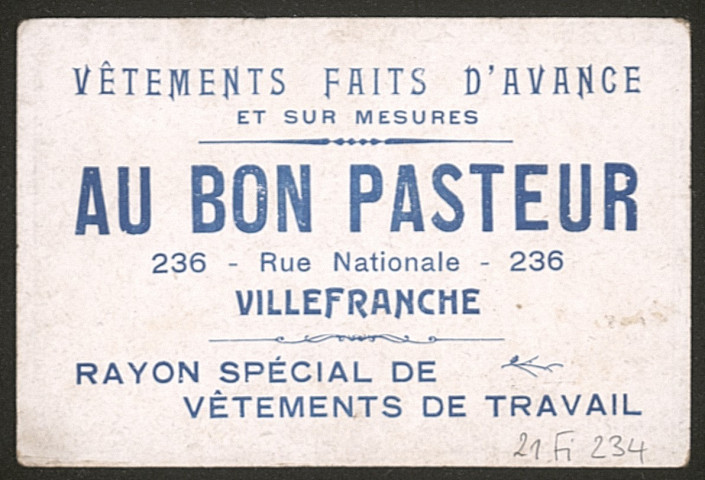 VÊTEMENTS FAITS D'AVANCE
ET SUR MESURES
AU BON PASTEUR
236 - Rue Nationale - 236
VILLEFRANCHE
RAYON SPÉCIAL DE
VÊTEMENTS DE TRAVAIL
21 Fi 234